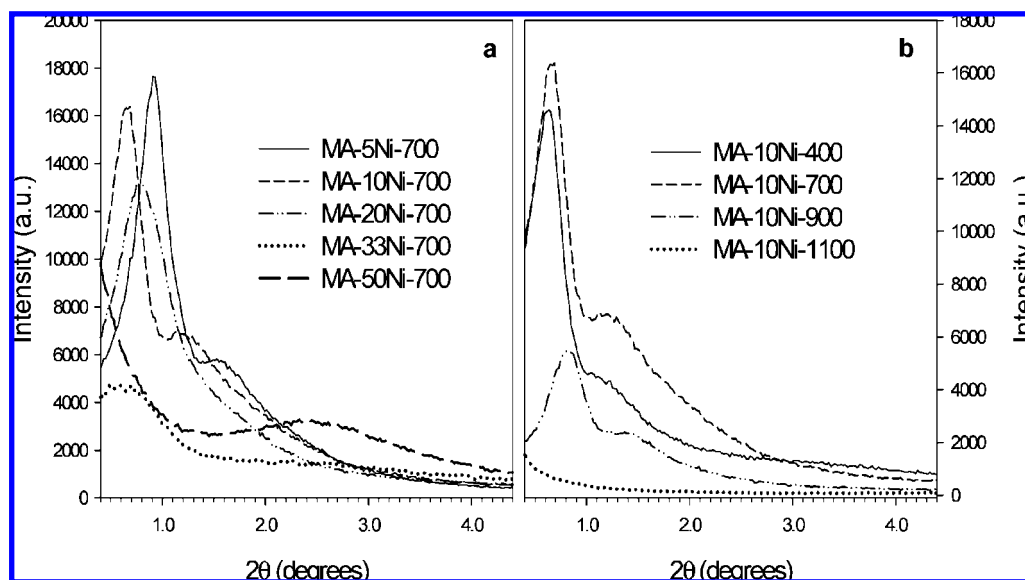 a
Intensity (a.u.)
20000
18000
16000
14000
12000
10000
8000
6000
4000
2000
0
MA-5Ni-700
MA-10Ni-700
MA-20Ni-700
MA-33Ni-700
MA-50Ni-700
1.0 2.0 3.0 4.0
2θ (degrees)
b
MA-10Ni-400
MA-10Ni-700
MA-10Ni-900
MA-10Ni-1100
18000
16000
14000
12000
10000
8000
6000
4000
2000
0
Intensity (a.u.)
1.0 2.0 3.0 4.0
2θ (degrees)